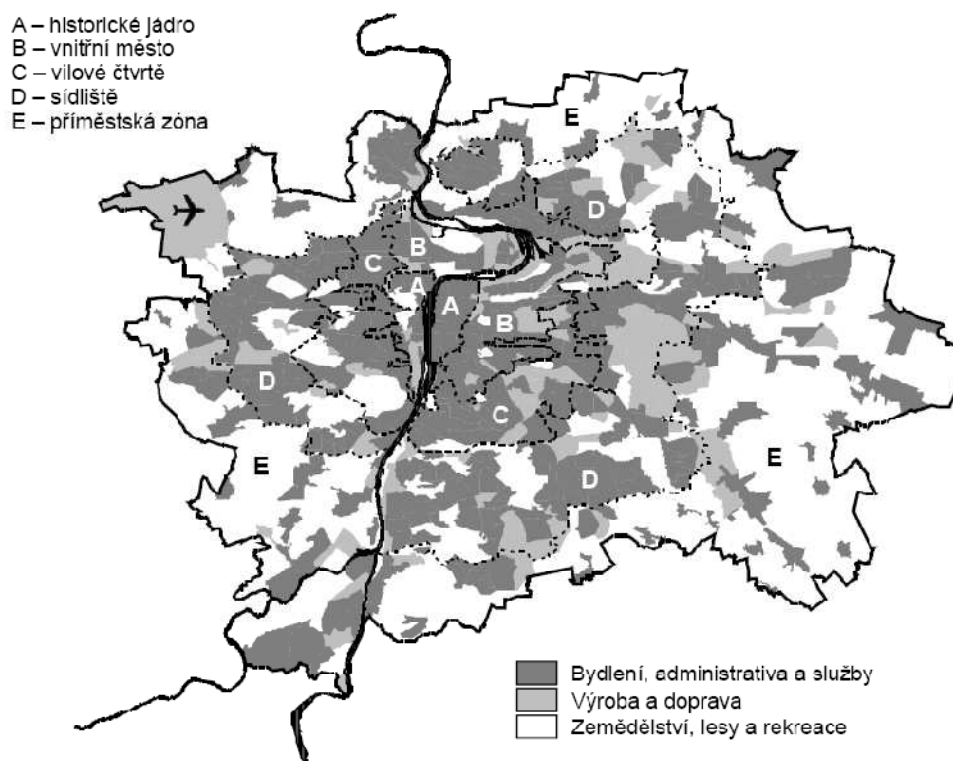 A – historické jádro
B – vnitřní město
C – vilové čtvrtě
D – sídliště
E – příměstská zóna
E
D
B
C
A
A
B
D
C
E
E
D
Bydlení, administrativa a služby
Výroba a doprava
Zemědělství, lesy a rekreace